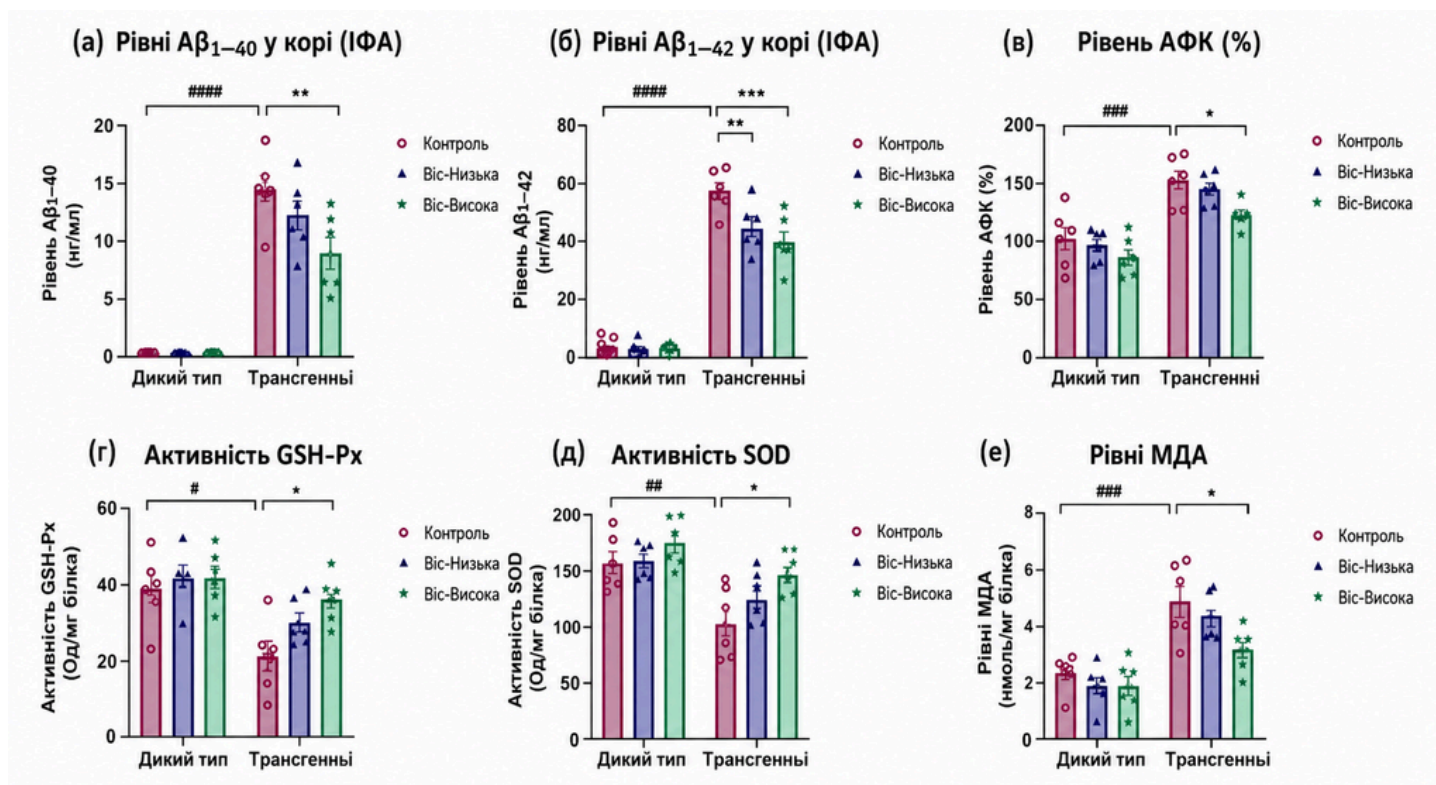 (а) Рівні Aβ₁₋₄₀ у корі (ІФА)
####
**
Рівень Aβ1–40
(нг/мл)
20
15
10
5
0
Дикий тип
Трансгенньі
Контроль
Віс-Низька
Віс-Висока
(б) Рівні Aβ₁₋₄₂ у корі (ІФА)
####
***
**
Рівень Aβ1–42
(нг/мл)
80
60
40
20
0
Дикий тип
Трансгенньі
Контроль
Віс-Низька
Віс-Висока
(в) Рівень АФК (%)
###
*
Рівень АФК (%)
200
150
100
50
0
Дикий тип
Трансгенні
Контроль
Віс-Низька
Віс-Висока
(г) Активність GSH-Px
#
*
Активність GSH-Px
(Од/мг білка)
60
40
20
0
Дикий тип
Трансгенньі
Контроль
Віс-Низька
Віс-Висока
(д) Активність SOD
##
*
Активність SOD
(Од/мг білка)
200
150
100
50
0
Дикий тип
Трансгенньі
Контроль
Віс-Низька
Віс-Висока
(е) Рівні МДА
###
*
Рівні МДА
(нмоль/мг білка)
8
6
4
2
0
Дикий тип
Трансгенньі
Контроль
Віс-Низька
Віс-Висока